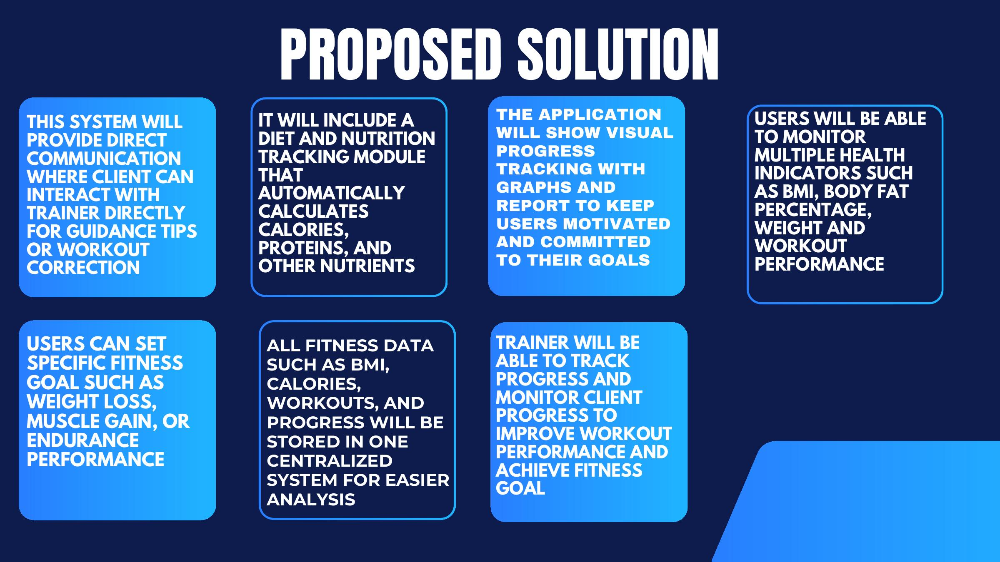 PROPOSED SOLUTION
THIS SYSTEM WILL
PROVIDE DIRECT
COMMUNICATION
WHERE CLIENT CAN
INTERACT WITH
TRAINER DIRECTLY
FOR GUIDANCE TIPS
OR WORKOUT
CORRECTION
IT WILL INCLUDE A
DIET AND NUTRITION
TRACKING MODULE
THAT
AUTOMATICALLY
CALCULATES
CALORIES,
PROTEINS, AND
OTHER NUTRIENTS
THE APPLICATION
WILL SHOW VISUAL
PROGRESS
TRACKING WITH
GRAPHS AND
REPORT TO KEEP
USERS MOTIVATED
AND COMMITTED
TO THEIR GOALS
USERS WILL BE ABLE
TO MONITOR
MULTIPLE HEALTH
INDICATORS SUCH
AS BMI, BODY FAT
PERCENTAGE,
WEIGHT AND
WORKOUT
PERFORMANCE
USERS CAN SET
SPECIFIC FITNESS
GOAL SUCH AS
WEIGHT LOSS,
MUSCLE GAIN, OR
ENDURANCE
PERFORMANCE
ALL FITNESS DATA
SUCH AS BMI,
CALORIES,
WORKOUTS, AND
PROGRESS WILL BE
STORED IN ONE
CENTRALIZED
SYSTEM FOR EASIER
ANALYSIS
TRAINER WILL BE
ABLE TO TRACK
PROGRESS AND
MONITOR CLIENT
PROGRESS TO
IMPROVE WORKOUT
PERFORMANCE AND
ACHIEVE FITNESS
GOAL